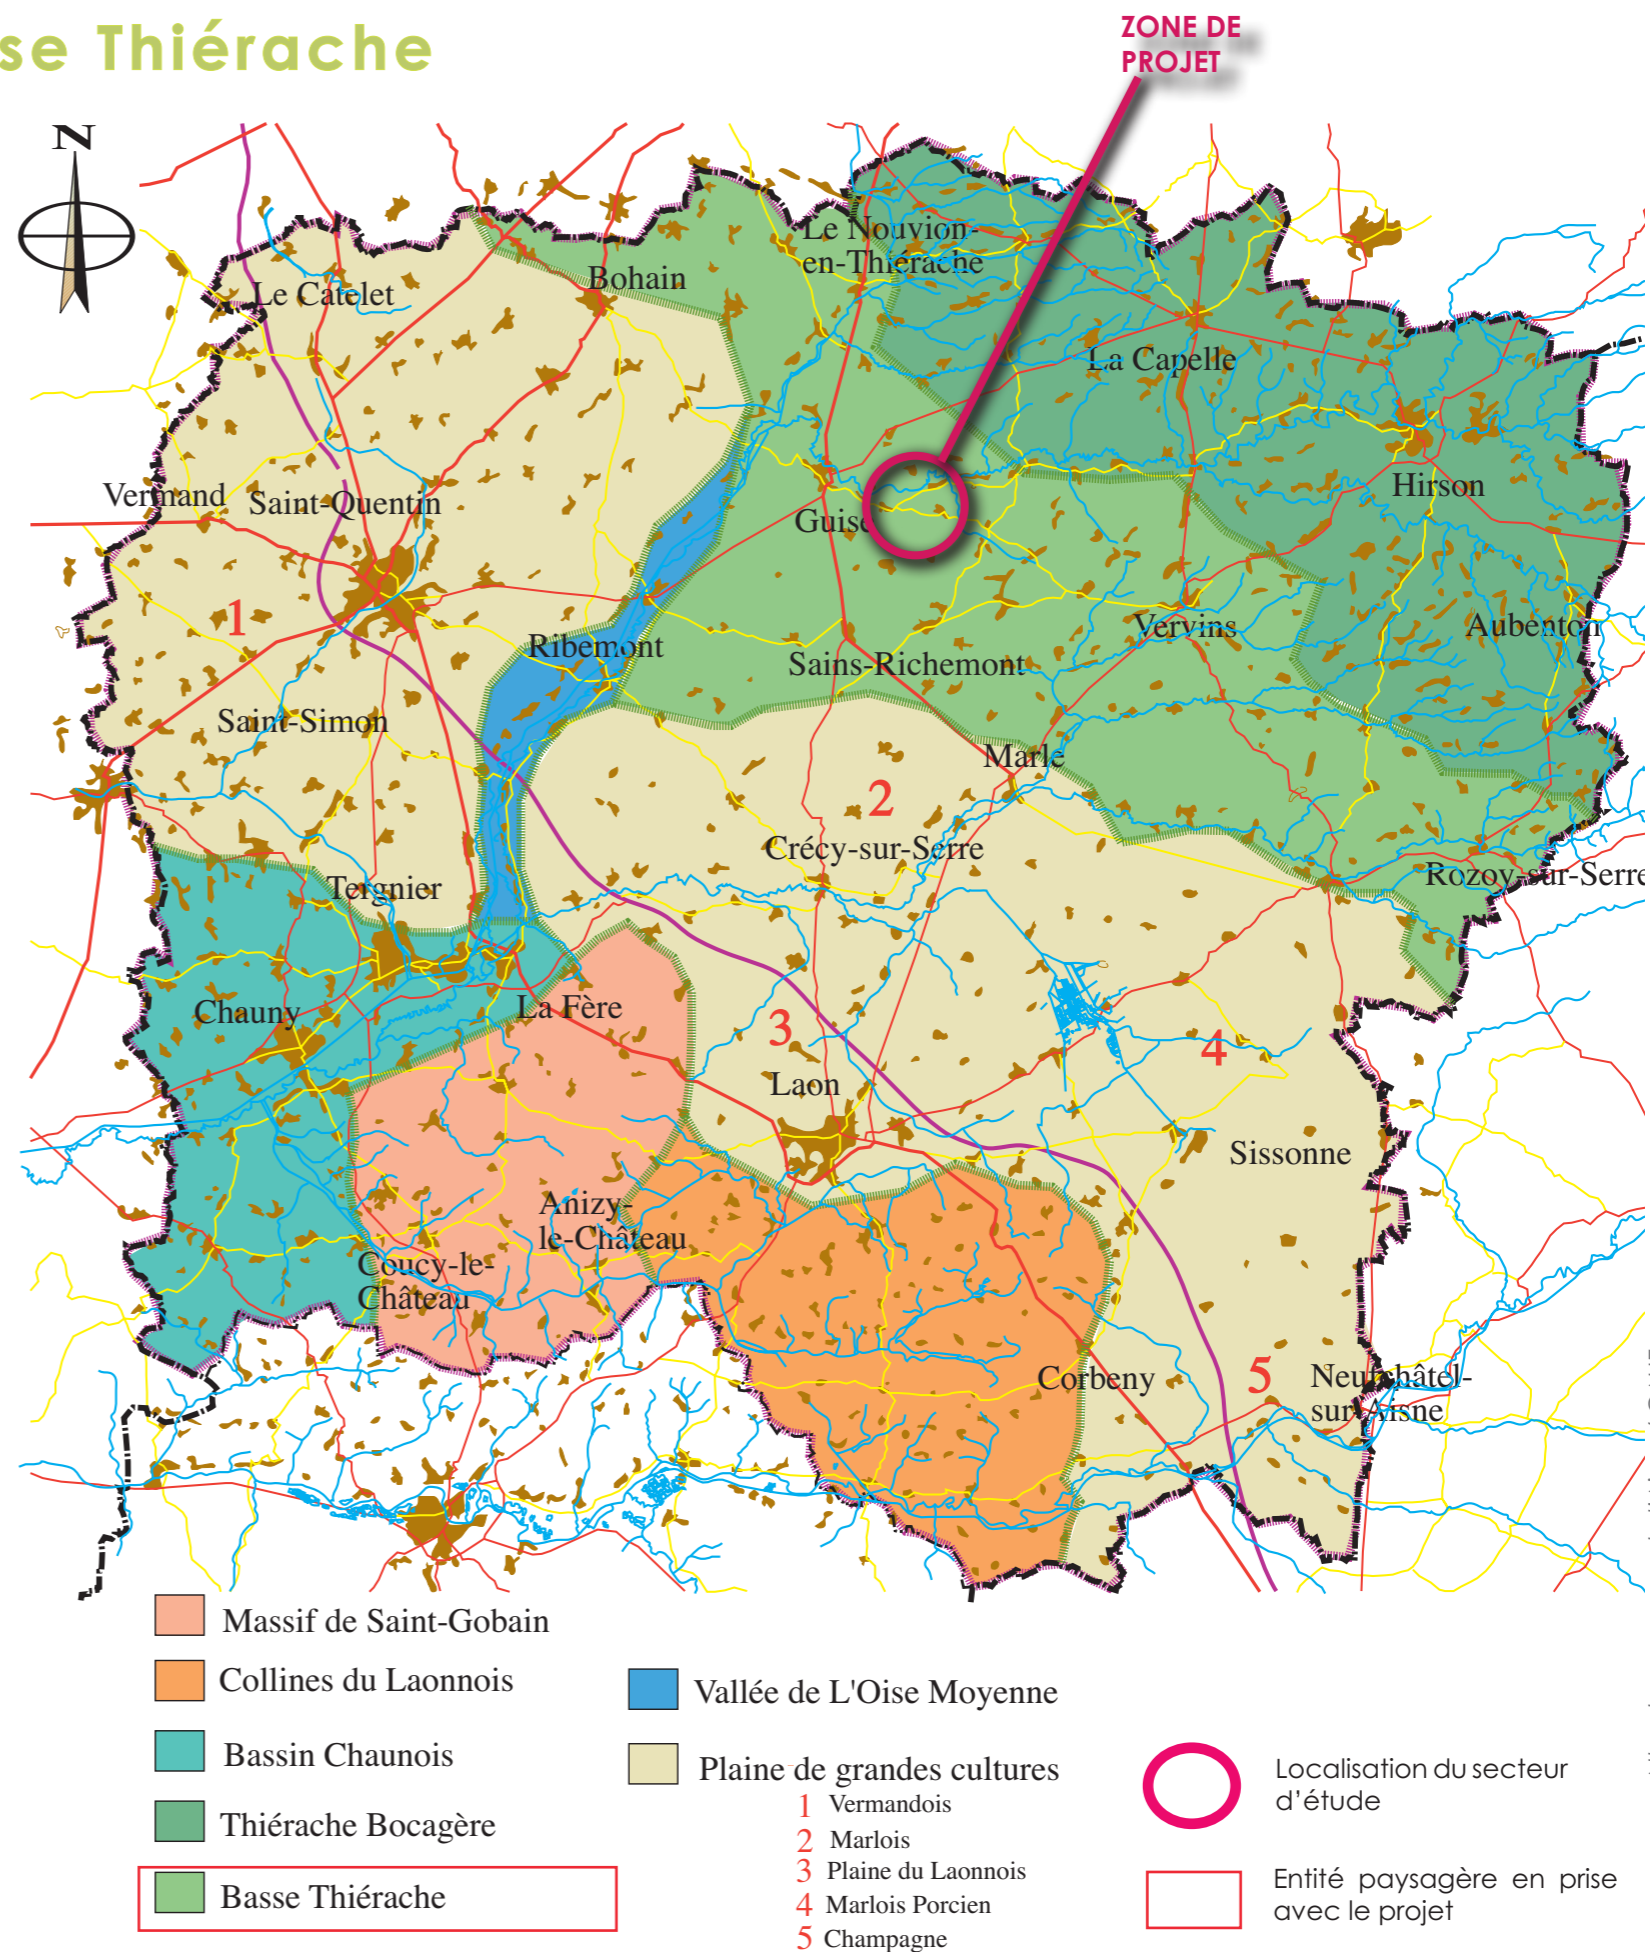 se Thiérache
ZONE DE
PROJET
N
Le Nouvion-
en-Thiérache
Bohain
Le Catelet
La Capelle
Vermand
Saint-Quentin
Hirson
Guise
1
Ribemont
Vervins
Aubenton
Sains-Richemont
Saint-Simon
Marle
2
Crécy-sur-Serre
Tergnier
Rozoy-sur-Serre
Chauny
La Fère
3
4
Laon
Sissonne
Anizy-
le-Château
Coucy-le-
Château
Corbeny
5
Neufchâtel-
sur-Aisne
Massif de Saint-Gobain
Collines du Laonnois
Bassin Chaunois
Thiérache Bocagère
Basse Thiérache
Vallée de L'Oise Moyenne
Plaine de grandes cultures
1 Vermandois
2 Marlois
3 Plaine du Laonnois
4 Marlois Porcien
5 Champagne
Localisation du secteur
d'étude
Entité paysagère en prise
avec le projet